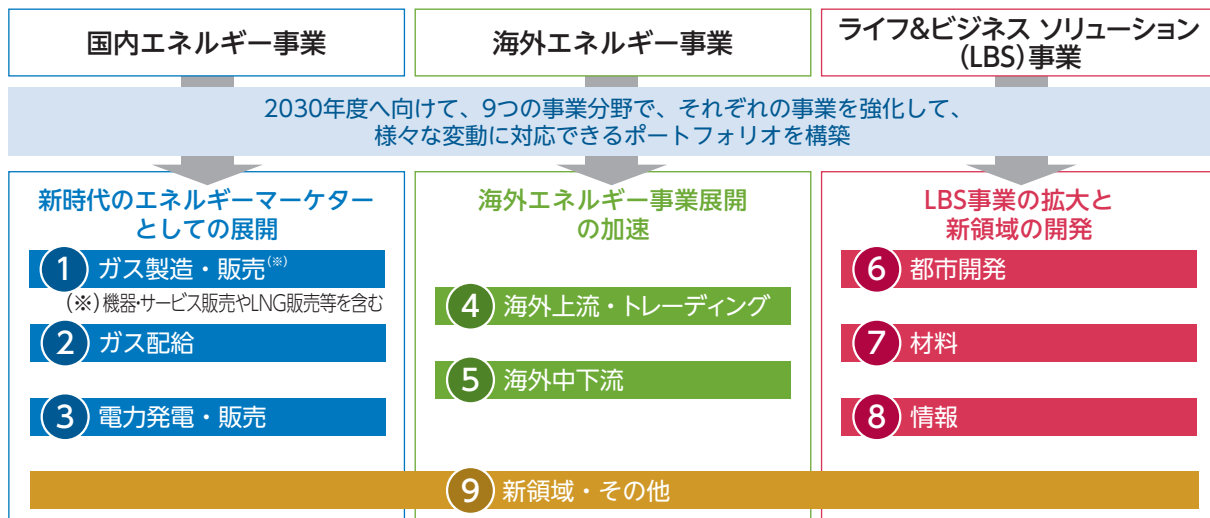 国内エネルギー事業
海外エネルギー事業
ライフ&ビジネス ソリューション
(LBS)事業
2030年度へ向けて、9つの事業分野で、それぞれの事業を強化して、
様々な変動に対応できるポートフォリオを構築
新時代のエネルギーマーケター
としての展開
1 ガス製造・販売(※)
(※)機器・サービス販売やLNG販売等を含む
2 ガス配給
3 電力発電・販売
海外エネルギー事業展開
の加速
4 海外上流・トレーディング
5 海外中下流
LBS事業の拡大と
新領域の開発
6 都市開発
7 材料
8 情報
9 新領域・その他